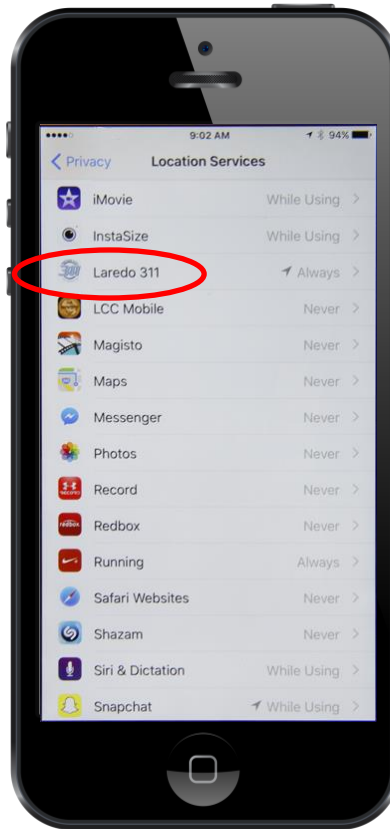 9:02 AM 94%
Privacy Location Services
iMovie While Using
InstaSize While Using
Laredo 311 Always
LCC Mobile Never
Magisto Never
Maps Never
Messenger Never
Photos Never
RECORD
Record Never
redbox.
Redbox Never
Running Always
Safari Websites Never
Shazam Never
Siri & Dictation While Using
Snapchat While Using